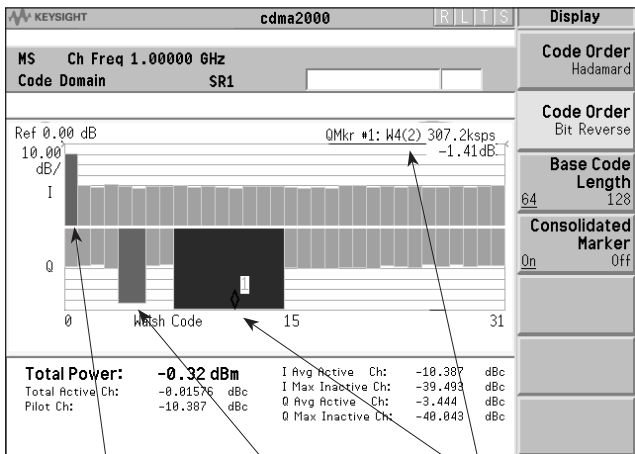 KEYSIGHT cdma2000 R L T S Display
MS Ch Freq 1.00000 GHz
Code Domain SR1
Code Order
Hadamard
Code Order
Bit Reverse
Base Code
Length
64 128
Consolidated
Marker
On Off
Ref 0.00 dB QMkr #1: W4(2) 307.2ksps
10.00 -1.41dB.
dB/
I
Q
1
0 Walsh Code 15 31
Total Power: -0.32 dBm
Total Active Ch: -0.01576 dBc
Pilot Ch: -10.387 dBc
I Avg Active Ch: -10.387 dBc
I Max Inactive Ch: -39.493 dBc
Q Avg Active Ch: -3.444 dBc
Q Max Inactive Ch: -40.043 dBc